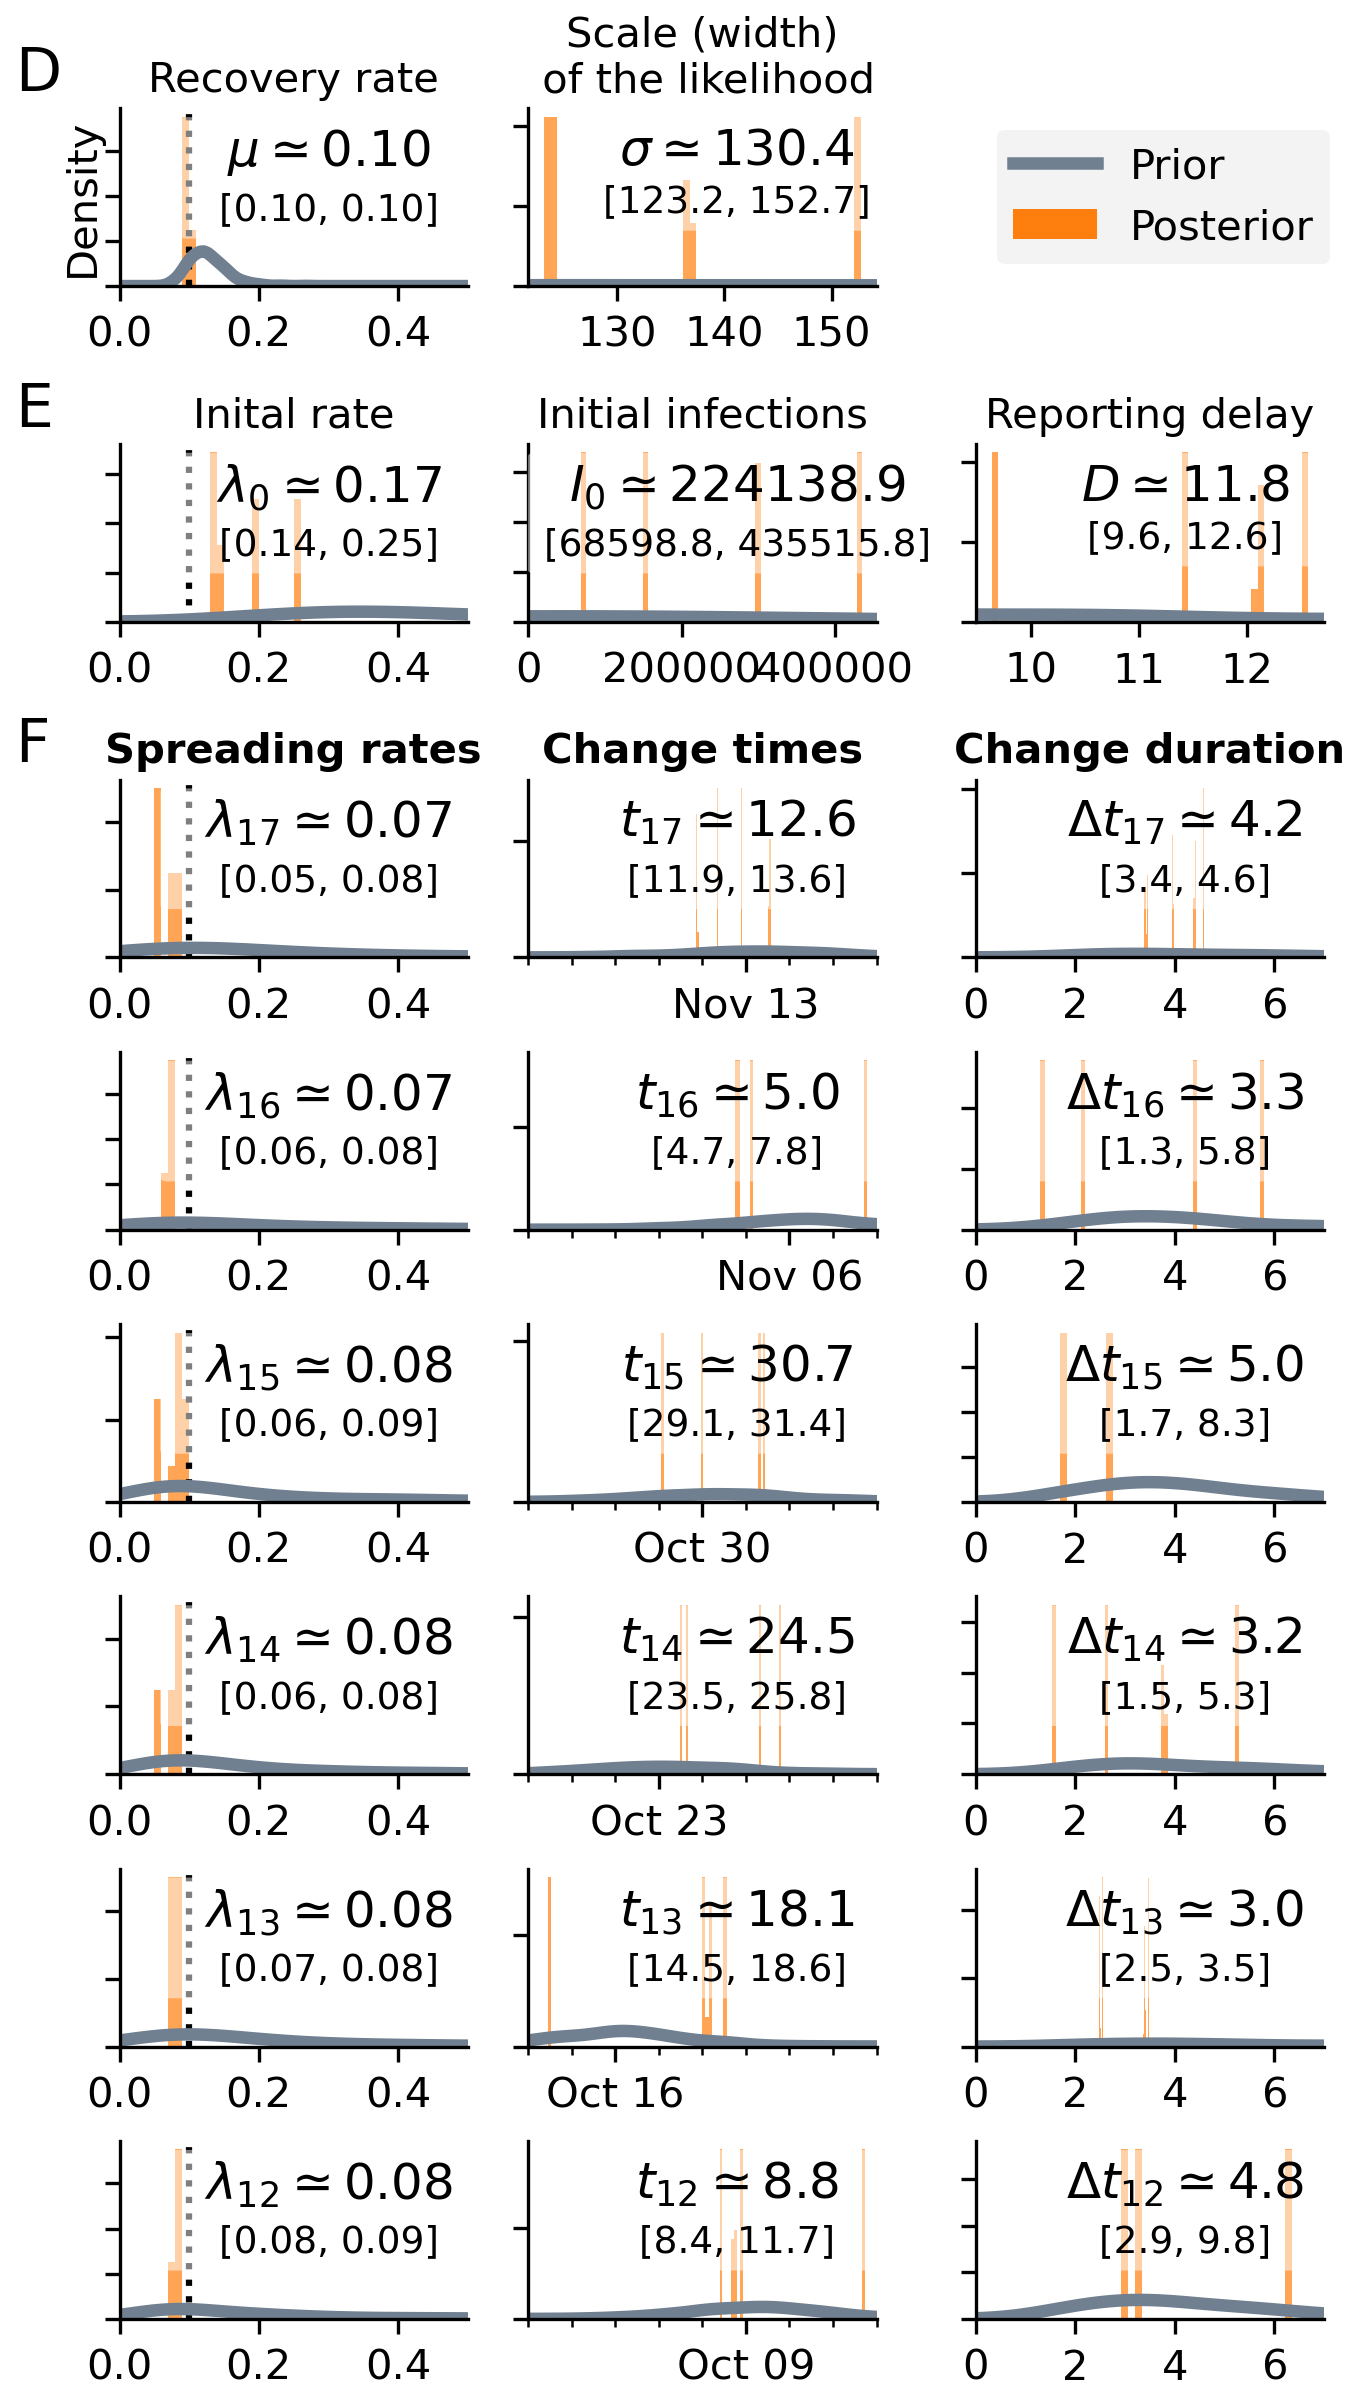 D
Recovery rate
Scale (width)
of the likelihood
Density
μ ≃ 0.10
[0.10, 0.10]
σ ≃ 130.4
[123.2, 152.7]
Prior
Posterior
0.0 0.2 0.4
130 140 150
E
Inital rate
Initial infections
Reporting delay
λ₀ ≃ 0.17
[0.14, 0.25]
I₀ ≃ 224138.9
[68598.8, 435515.8]
D ≃ 11.8
[9.6, 12.6]
0.0 0.2 0.4
0 200000 400000
10 11 12
F
Spreading rates
Change times
Change duration
λ₁₇ ≃ 0.07
[0.05, 0.08]
t₁₇ ≃ 12.6
[11.9, 13.6]
Δt₁₇ ≃ 4.2
[3.4, 4.6]
0.0 0.2 0.4
Nov 13
0 2 4 6
λ₁₆ ≃ 0.07
[0.06, 0.08]
t₁₆ ≃ 5.0
[4.7, 7.8]
Δt₁₆ ≃ 3.3
[1.3, 5.8]
0.0 0.2 0.4
Nov 06
0 2 4 6
λ₁₅ ≃ 0.08
[0.06, 0.09]
t₁₅ ≃ 30.7
[29.1, 31.4]
Δt₁₅ ≃ 5.0
[1.7, 8.3]
0.0 0.2 0.4
Oct 30
0 2 4 6
λ₁₄ ≃ 0.08
[0.06, 0.08]
t₁₄ ≃ 24.5
[23.5, 25.8]
Δt₁₄ ≃ 3.2
[1.5, 5.3]
0.0 0.2 0.4
Oct 23
0 2 4 6
λ₁₃ ≃ 0.08
[0.07, 0.08]
t₁₃ ≃ 18.1
[14.5, 18.6]
Δt₁₃ ≃ 3.0
[2.5, 3.5]
0.0 0.2 0.4
Oct 16
0 2 4 6
λ₁₂ ≃ 0.08
[0.08, 0.09]
t₁₂ ≃ 8.8
[8.4, 11.7]
Δt₁₂ ≃ 4.8
[2.9, 9.8]
0.0 0.2 0.4
Oct 09
0 2 4 6